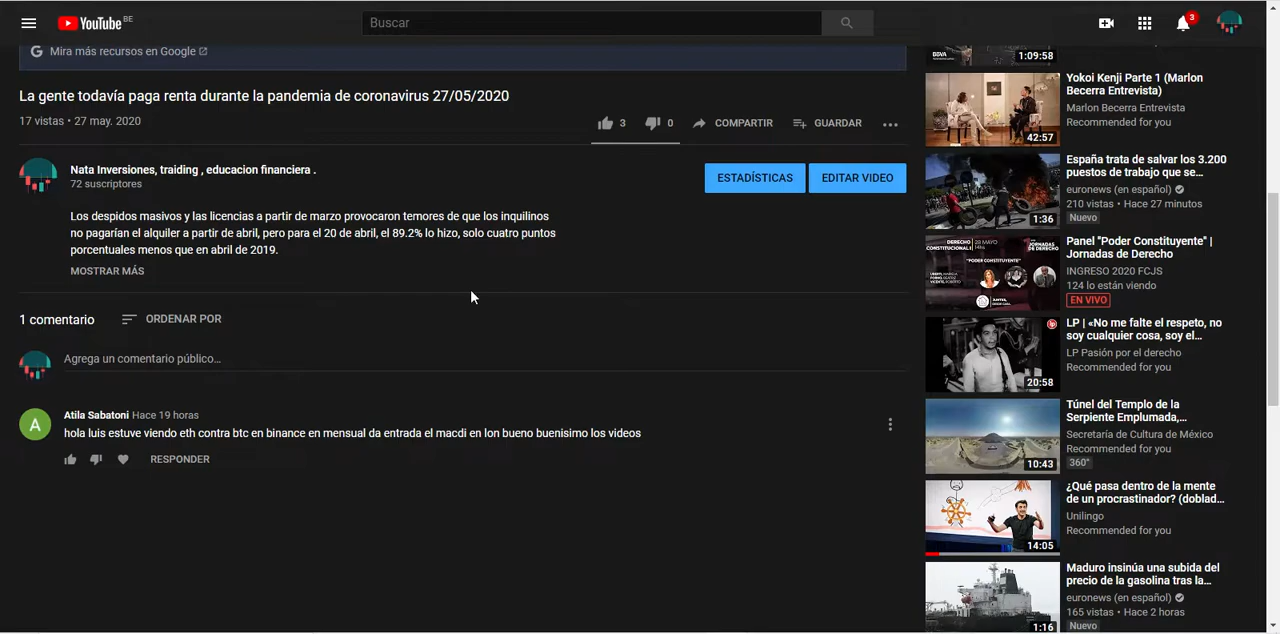 YouTube BE
Buscar
3
Mira más recursos en Google
La gente todavía paga renta durante la pandemia de coronavirus 27/05/2020
17 vistas • 27 may. 2020
3
0
COMPARTIR
GUARDAR
Nata Inversiones, traiding , educacion financiera .
72 suscriptores
ESTADÍSTICAS
EDITAR VIDEO
Los despidos masivos y las licencias a partir de marzo provocaron temores de que los inquilinos
no pagarían el alquiler a partir de abril, pero para el 20 de abril, el 89.2% lo hizo, solo cuatro puntos
porcentuales menos que en abril de 2019.
MOSTRAR MÁS
1 comentario
ORDENAR POR
Agrega un comentario público...
A
Atila Sabatoni Hace 19 horas
hola luis estuve viendo eth contra btc en binance en mensual da entrada el macdi en lon bueno buenisimo los videos
RESPONDER
BBVA
1:09:58
Yokoi Kenji Parte 1 (Marlon
Becerra Entrevista)
Marlon Becerra Entrevista
Recommended for you
42:57
España trata de salvar los 3.200
puestos de trabajo que se...
euronews (en español)
210 vistas • Hace 27 minutos
Nuevo
1:36
DERECHO
CONSTITUCIONAL
28 MAYO
JORNADAS
DE DERECHO
"PODER CONSTITUYENTE"
Panel "Poder Constituyente" |
Jornadas de Derecho
INGRESO 2020 FCJS
124 lo están viendo
EN VIVO
LP | «No me falte el respeto, no
soy cualquier cosa, soy el...
LP Pasión por el derecho
Recommended for you
20:58
Túnel del Templo de la
Serpiente Emplumada,...
Secretaría de Cultura de México
Recommended for you
360°
10:43
¿Qué pasa dentro de la mente
de un procrastinador? (doblad...
Unilingo
Recommended for you
14:05
Maduro insinúa una subida del
precio de la gasolina tras la...
euronews (en español)
165 vistas • Hace 2 horas
Nuevo
1:16